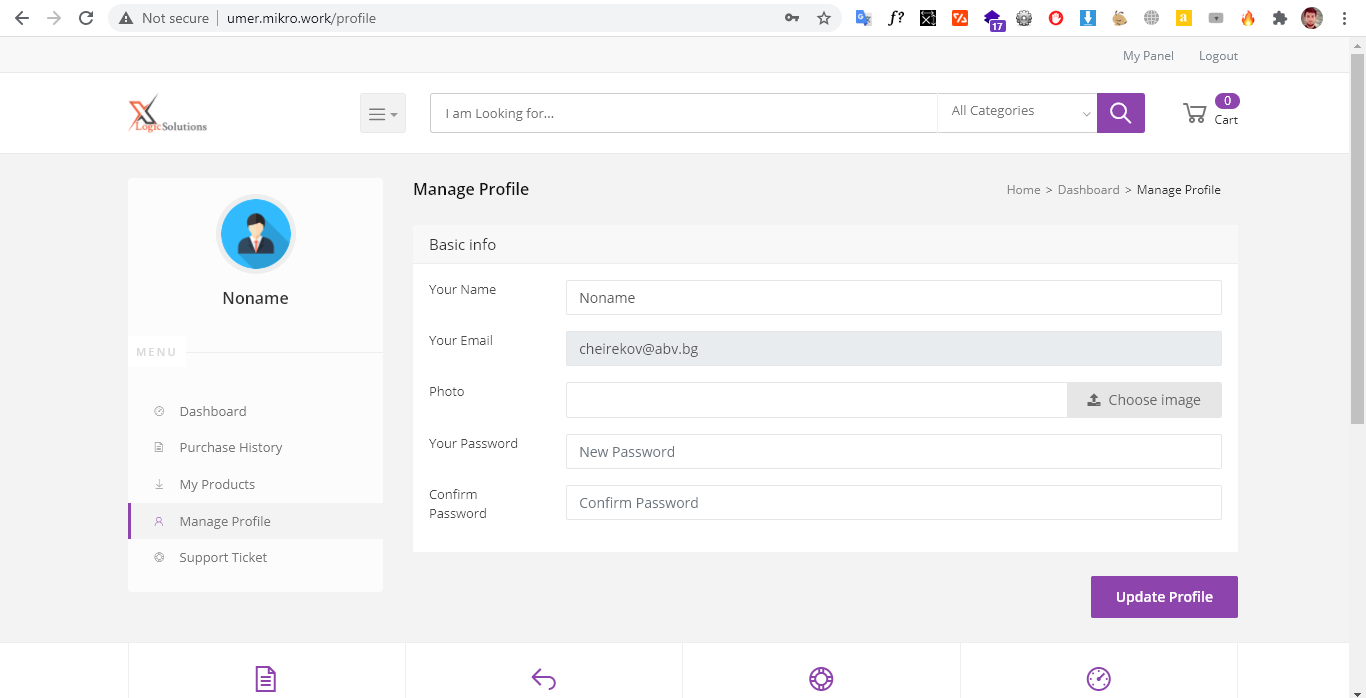 Not secure
umer.mikro.work/profile
f?
17
a
My Panel Logout
X
LogicSolutions
I am Looking for...
All Categories
0
Cart
Noname
MENU
Dashboard
Purchase History
My Products
Manage Profile
Support Ticket
Manage Profile
Home > Dashboard > Manage Profile
Basic info
Your Name
Noname
Your Email
cheirekov@abv.bg
Photo
Choose image
Your Password
New Password
Confirm
Password
Confirm Password
Update Profile